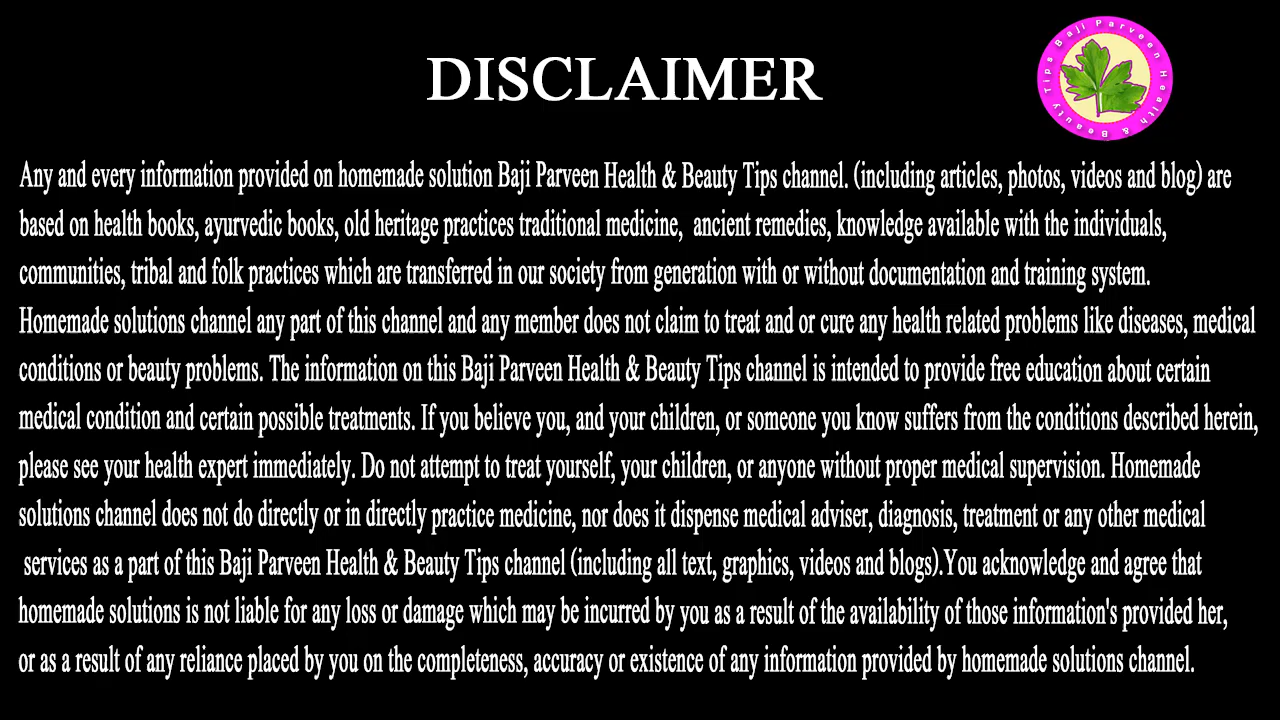 DISCLAIMER
Baji Parveen Health & Beauty Tips
Any and every information provided on homemade solution Baji Parveen Health & Beauty Tips channel. (including articles, photos, videos and blog) are
based on health books, ayurvedic books, old heritage practices traditional medicine, ancient remedies, knowledge available with the individuals,
communities, tribal and folk practices which are transferred in our society from generation with or without documentation and training system.
Homemade solutions channel any part of this channel and any member does not claim to treat and or cure any health related problems like diseases, medical
conditions or beauty problems. The information on this Baji Parveen Health & Beauty Tips channel is intended to provide free education about certain
medical condition and certain possible treatments. If you believe you, and your children, or someone you know suffers from the conditions described herein,
please see your health expert immediately. Do not attempt to treat yourself, your children, or anyone without proper medical supervision. Homemade
solutions channel does not do directly or in directly practice medicine, nor does it dispense medical adviser, diagnosis, treatment or any other medical
services as a part of this Baji Parveen Health & Beauty Tips channel (including all text, graphics, videos and blogs).You acknowledge and agree that
homemade solutions is not liable for any loss or damage which may be incurred by you as a result of the availability of those information's provided her,
or as a result of any reliance placed by you on the completeness, accuracy or existence of any information provided by homemade solutions channel.